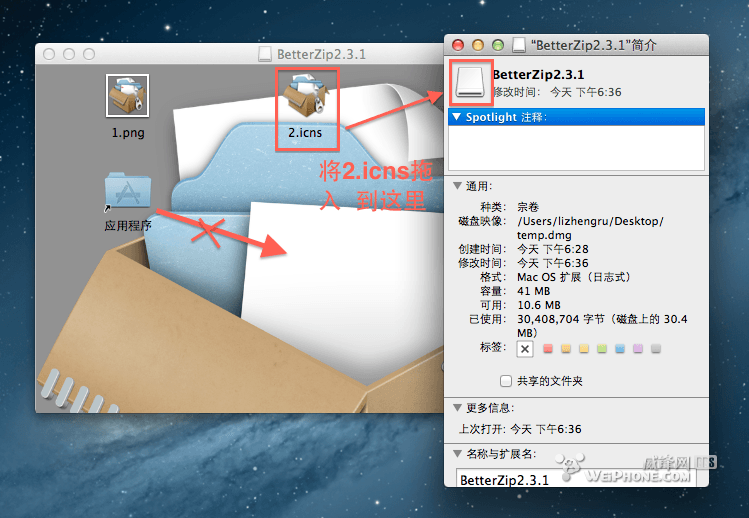 BetterZip2.3.1
1.png
2.icns
应用程序
将2.icns拖
入 到这里
“BetterZip2.3.1”简介
BetterZip2.3.1
修改时间: 今天 下午6:36
Spotlight 注释:
通用:
种类: 宗卷
磁盘映像: /Users/lizhengru/Desktop/
temp.dmg
创建时间: 今天 下午6:28
修改时间: 今天 下午6:36
格式: Mac OS 扩展（日志式）
容量: 41 MB
可用: 10.6 MB
已使用: 30,408,704 字节（磁盘上的 30.4
MB）
标签:
共享的文件夹
更多信息:
上次打开: 今天 下午6:36
名称与扩展名:
BetterZip2.3.1
威锋网
WEIPHONE.COM